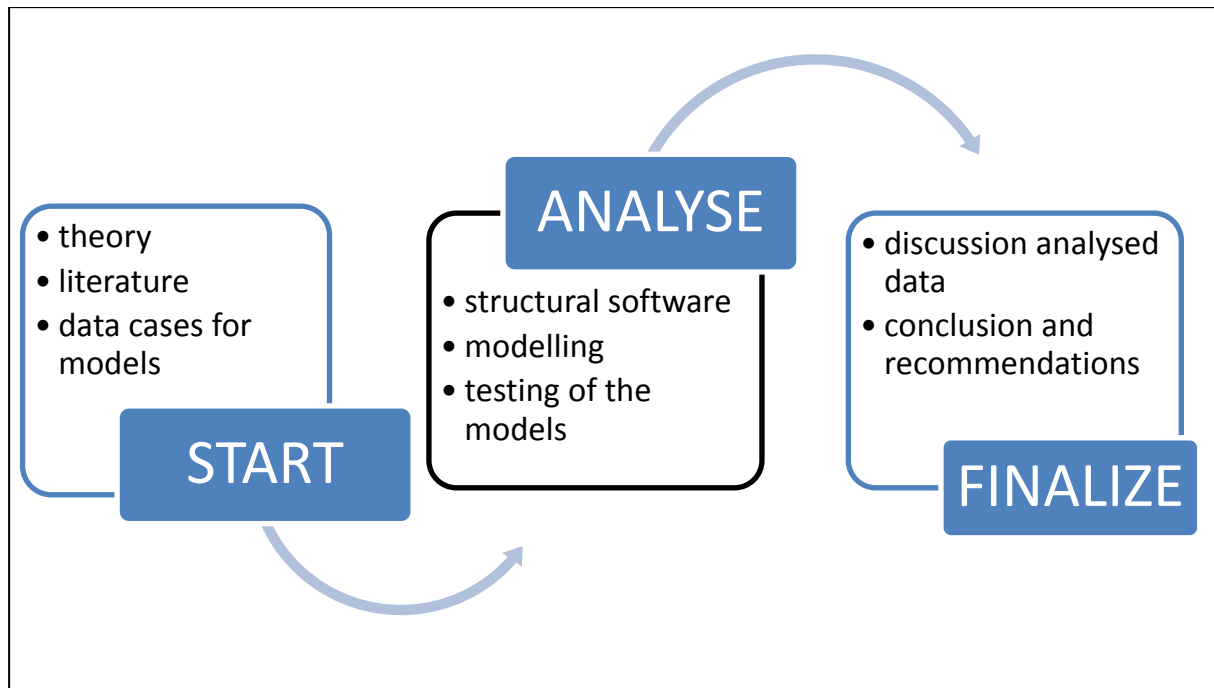 • theory
• literature
• data cases for
models
START
ANALYSE
• structural software
• modelling
• testing of the
models
• discussion analysed
data
• conclusion and
recommendations
FINALIZE